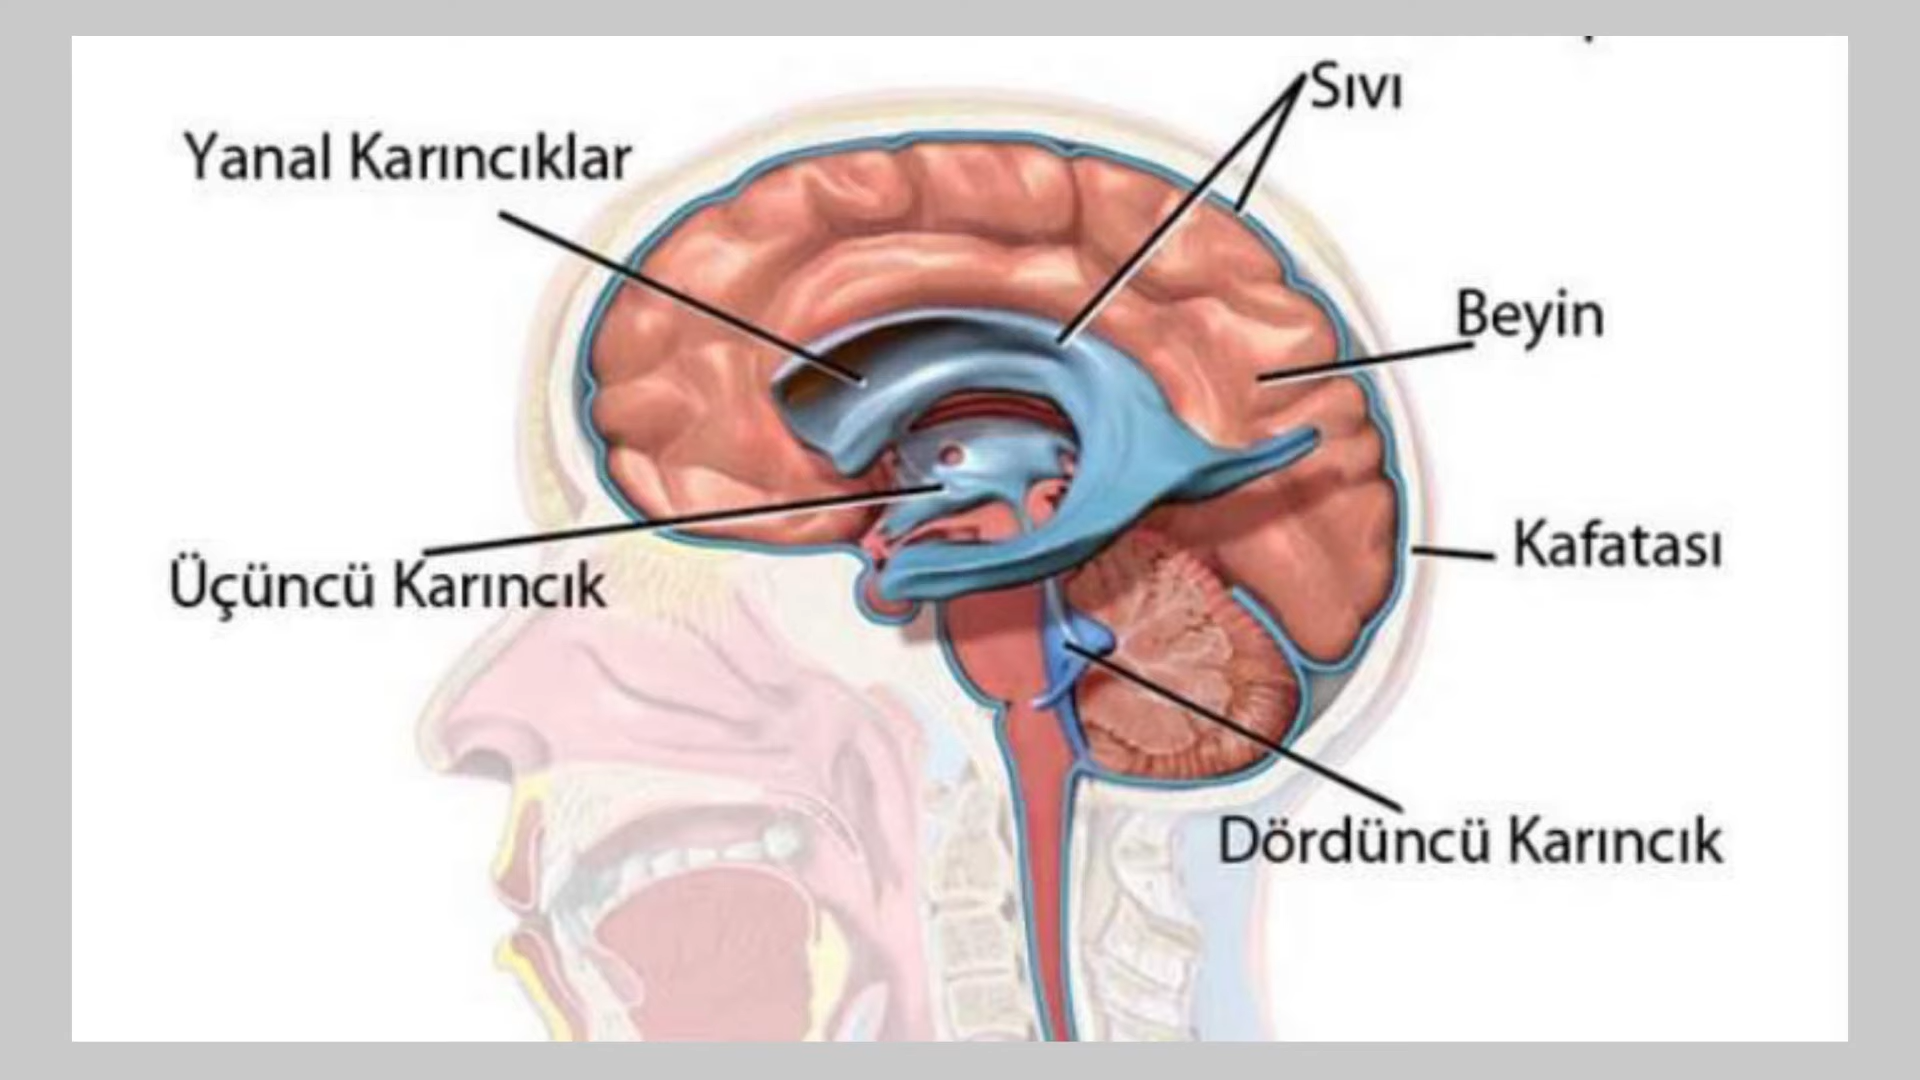 Sıvı
Yanal Karıncıklar
Beyin
Kafatası
Üçüncü Karıncık
Dördüncü Karıncık